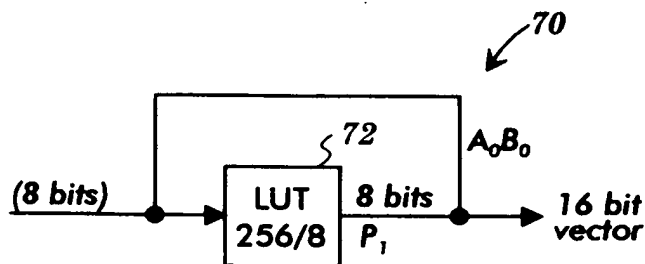 70
72
A₀B₀
(8 bits)
LUT
256/8
8 bits
P₁
16 bit
vector